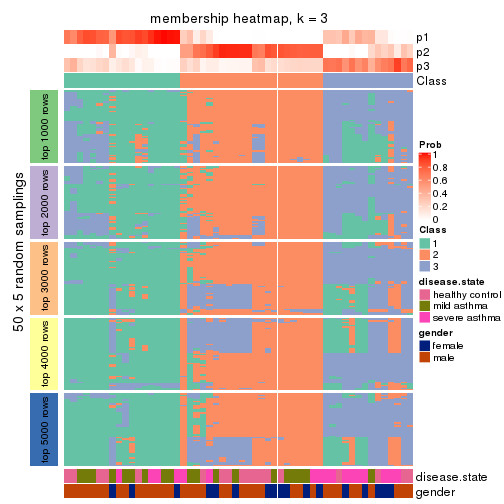 membership heatmap, k = 3
p1
p2
p3
Class
50 x 5 random samplings
top 1000 rows
top 2000 rows
top 3000 rows
top 4000 rows
top 5000 rows
Prob
1
0.8
0.6
0.4
0.2
0
Class
1
2
3
disease.state
healthy control
mild asthma
severe asthma
gender
female
male
disease.state
gender